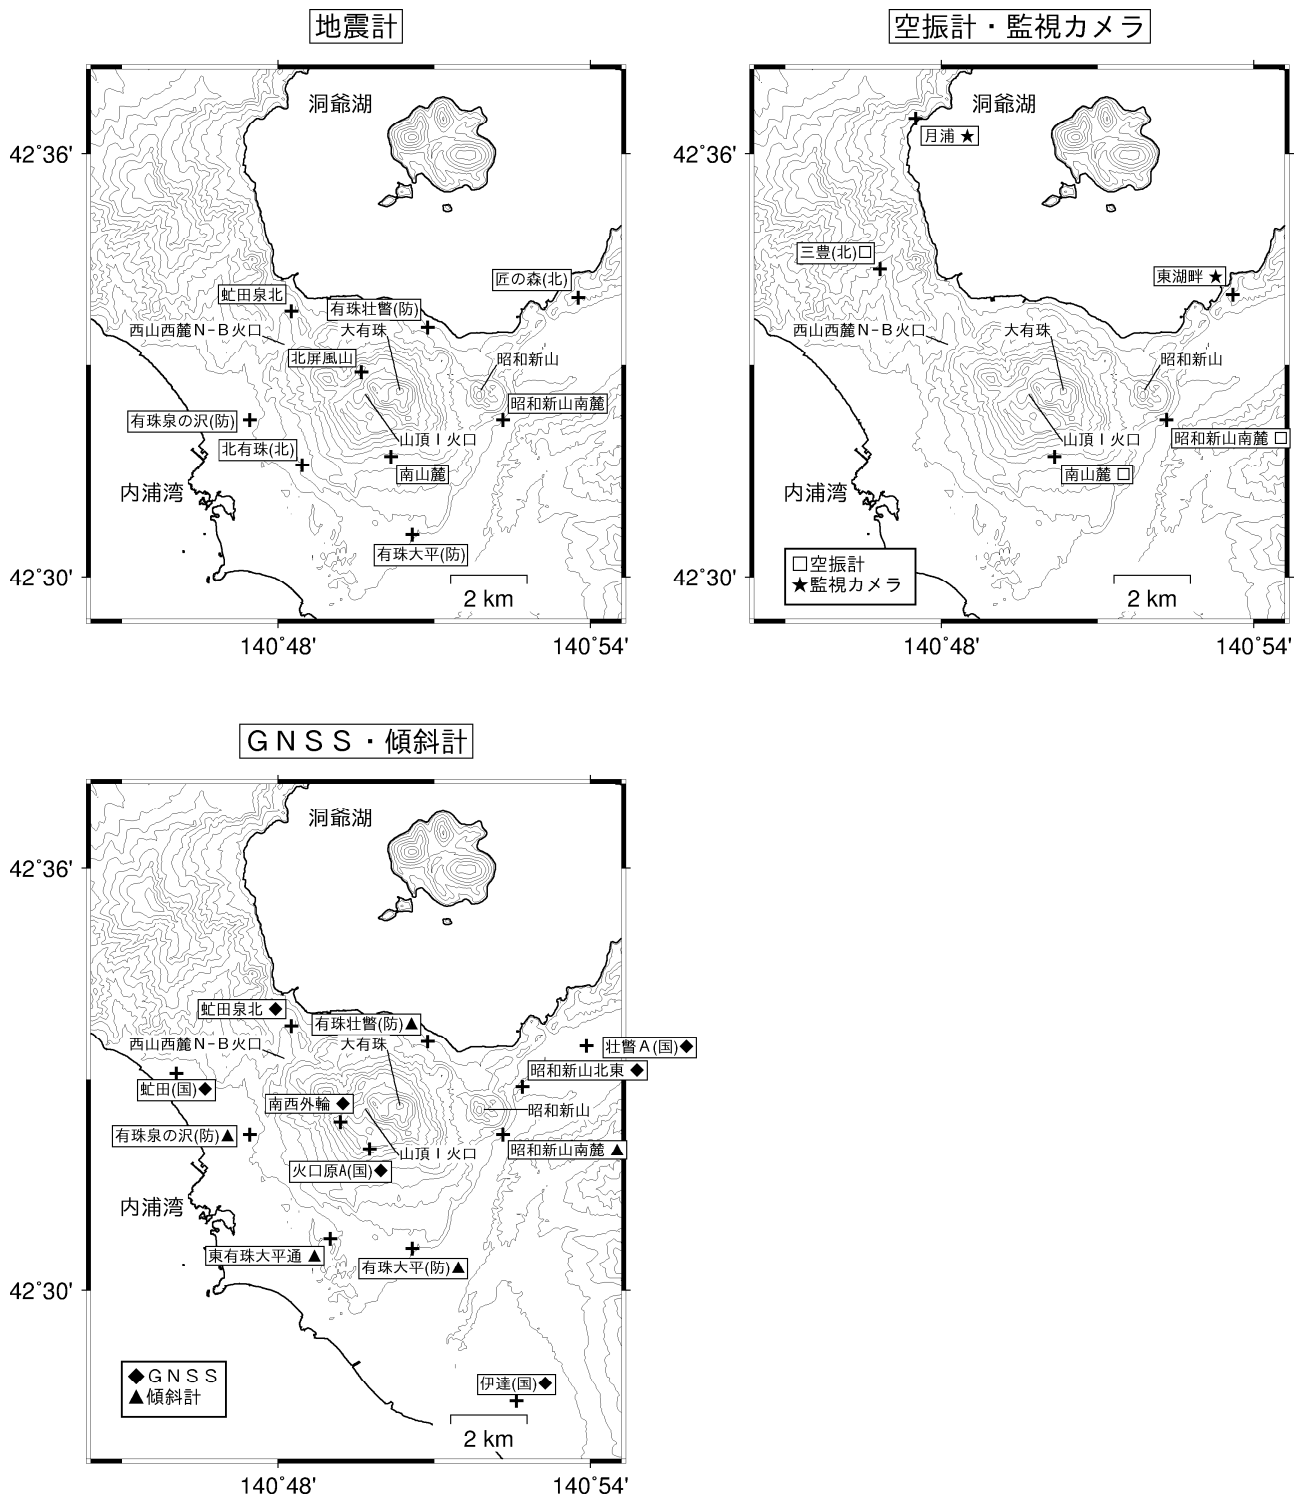 地震計
洞爺湖
42˚36'
匠の森(北)
虻田泉北
有珠壮瞥(防)
西山西麓N-B火口
大有珠
北屏風山
昭和新山
昭和新山南麓
有珠泉の沢(防)
山頂Ⅰ火口
北有珠(北)
南山麓
内浦湾
有珠大平(防)
42˚30'
2 km
140˚48'
140˚54'
空振計・監視カメラ
洞爺湖
月浦 ★
42˚36'
三豊(北)□
東湖畔 ★
西山西麓N-B火口
大有珠
昭和新山
山頂Ⅰ火口
昭和新山南麓 □
南山麓 □
内浦湾
□空振計
★監視カメラ
42˚30'
2 km
140˚48'
140˚54'
GNSS・傾斜計
洞爺湖
42˚36'
虻田泉北 ◆
有珠壮瞥(防)▲
西山西麓N-B火口
大有珠
壮瞥A(国)◆
昭和新山北東 ◆
虻田(国)◆
南西外輪 ◆
昭和新山
有珠泉の沢(防)▲
山頂Ⅰ火口
昭和新山南麓 ▲
火口原A(国)◆
内浦湾
東有珠大平通 ▲
有珠大平(防)▲
42˚30'
◆GNSS
▲傾斜計
伊達(国)◆
2 km
140˚48'
140˚54'